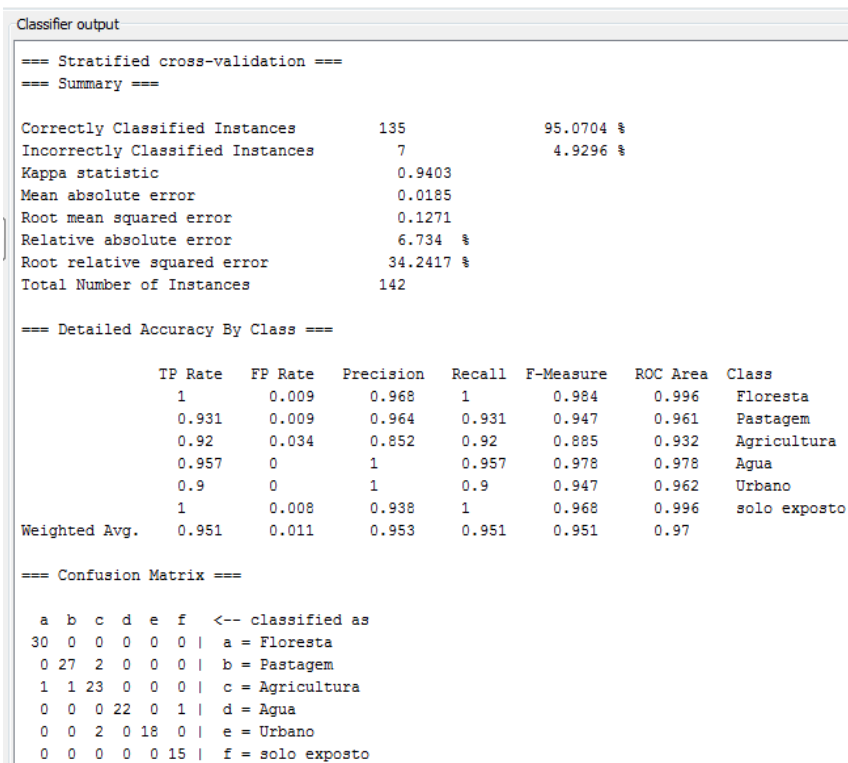 Classifier output
=== Stratified cross-validation ===
=== Summary ===
Correctly Classified Instances 135 95.0704 %
Incorrectly Classified Instances 7 4.9296 %
Kappa statistic 0.9403
Mean absolute error 0.0185
Root mean squared error 0.1271
Relative absolute error 6.734 %
Root relative squared error 34.2417 %
Total Number of Instances 142
=== Detailed Accuracy By Class ===
TP Rate FP Rate Precision Recall F-Measure ROC Area Class
1 0.009 0.968 1 0.984 0.996 Floresta
0.931 0.009 0.964 0.931 0.947 0.961 Pastagem
0.92 0.034 0.852 0.92 0.885 0.932 Agricultura
0.957 0 1 0.957 0.978 0.978 Agua
0.9 0 1 0.9 0.947 0.962 Urbano
1 0.008 0.938 1 0.968 0.996 solo exposto
Weighted Avg. 0.951 0.011 0.953 0.951 0.951 0.97
=== Confusion Matrix ===
a b c d e f <-- classified as
30 0 0 0 0 0 | a = Floresta
0 27 2 0 0 0 | b = Pastagem
1 1 23 0 0 0 | c = Agricultura
0 0 0 22 0 1 | d = Agua
0 0 2 0 18 0 | e = Urbano
0 0 0 0 0 15 | f = solo exposto